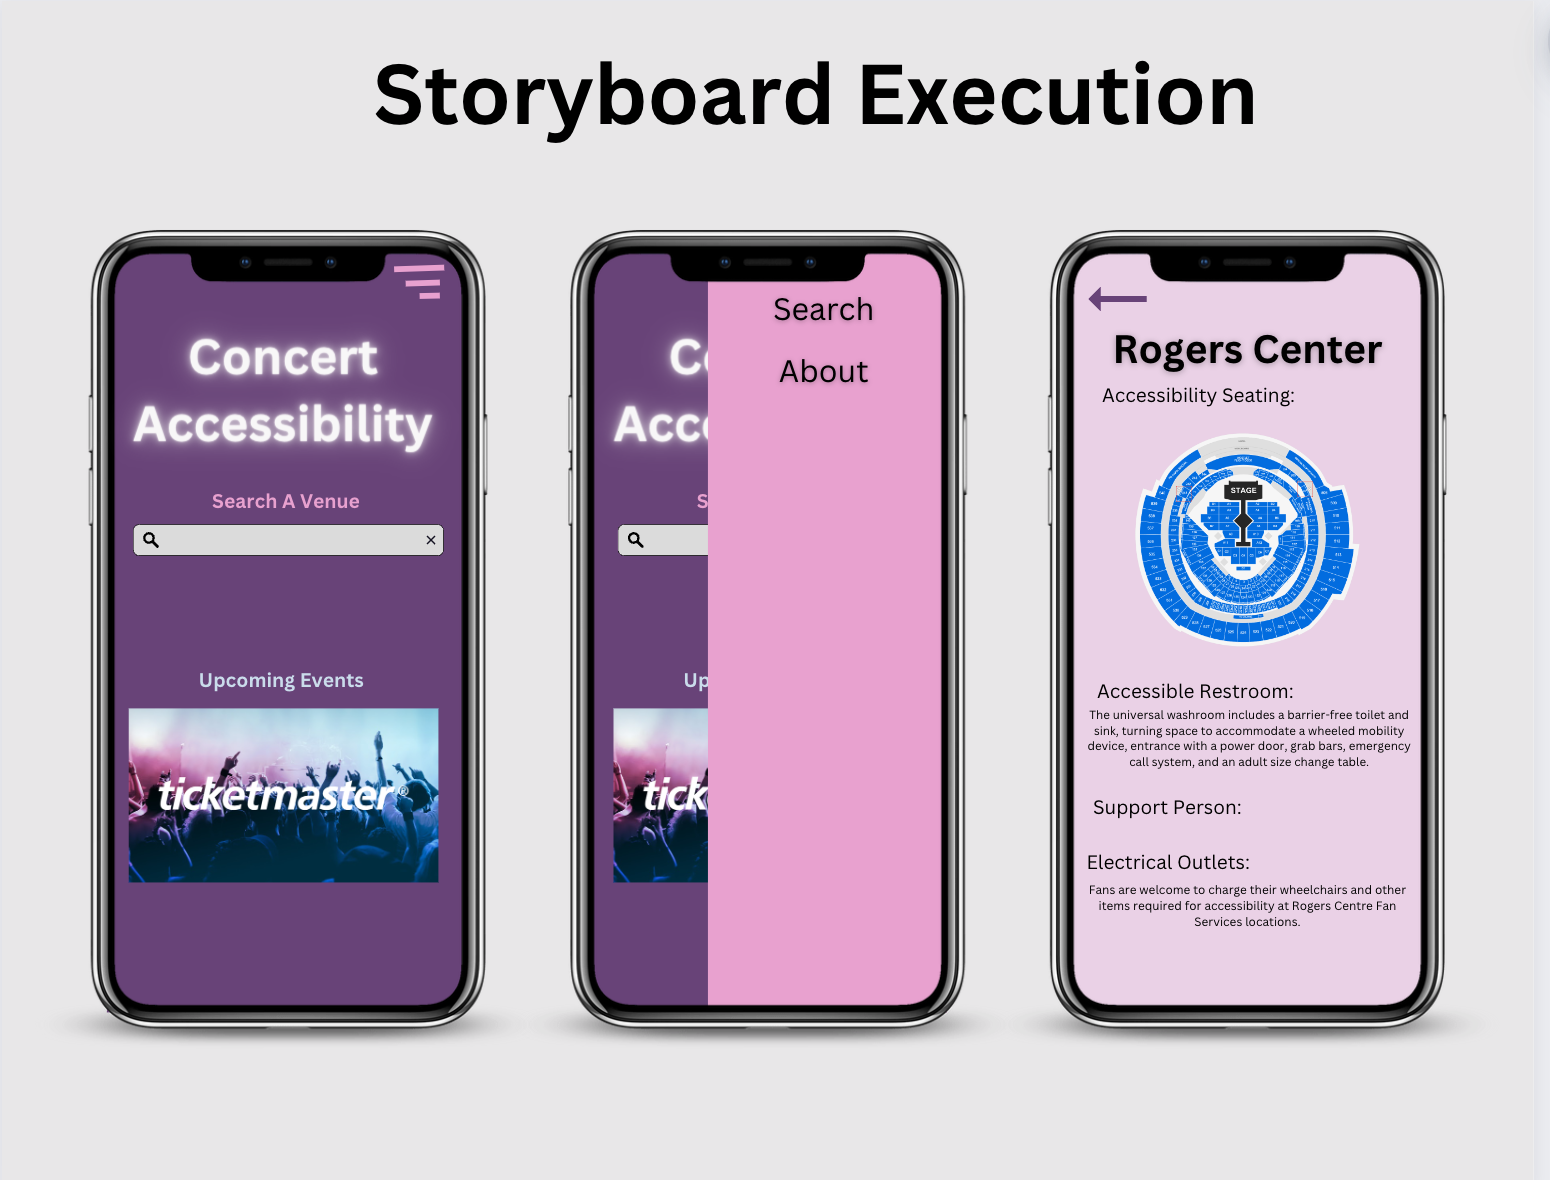 Storyboard Execution
Concert
Accessibility
Search A Venue
Upcoming Events
ticketmaster®
Search
About
Co
Acce
S
Up
tick
Rogers Center
Accessibility Seating:
STAGE
Accessible Restroom:
The universal washroom includes a barrier-free toilet and
sink, turning space to accommodate a wheeled mobility
device, entrance with a power door, grab bars, emergency
call system, and an adult size change table.
Support Person:
Electrical Outlets:
Fans are welcome to charge their wheelchairs and other
items required for accessibility at Rogers Centre Fan
Services locations.